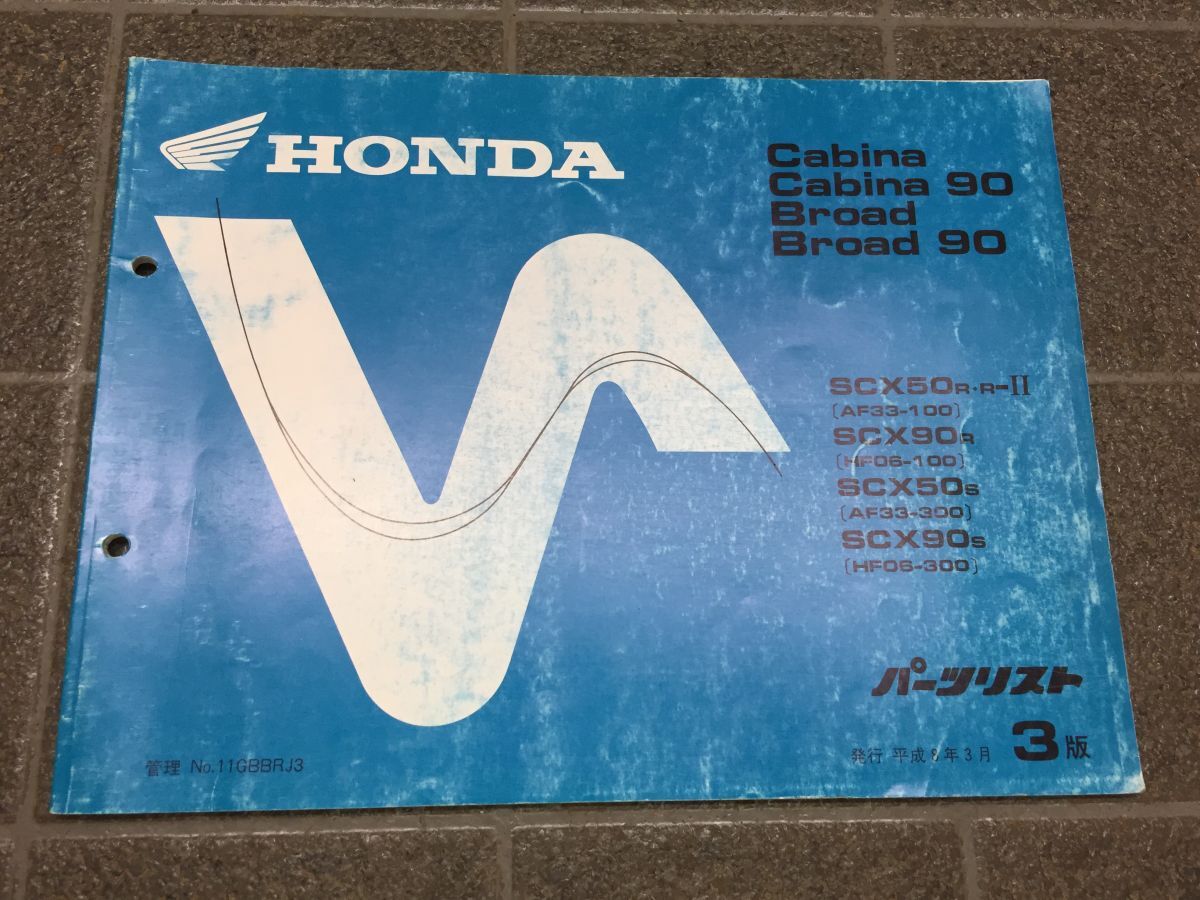 HONDA
Cabina
Cabina 90
Broad
Broad 90
SCX50R・R-II
〔AF33-100〕
SCX90R
〔HF06-100〕
SCX50S
〔AF33-300〕
SCX90S
〔HF06-300〕
パーツリスト
発行 平成8年3月 3版
管理 No.11GBBRJ3